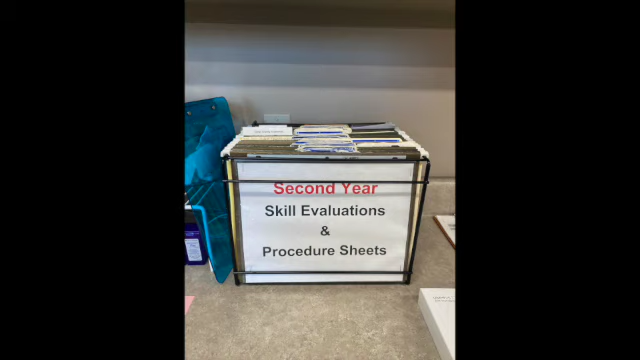 Second Year
Skill Evaluations
&
Procedure Sheets